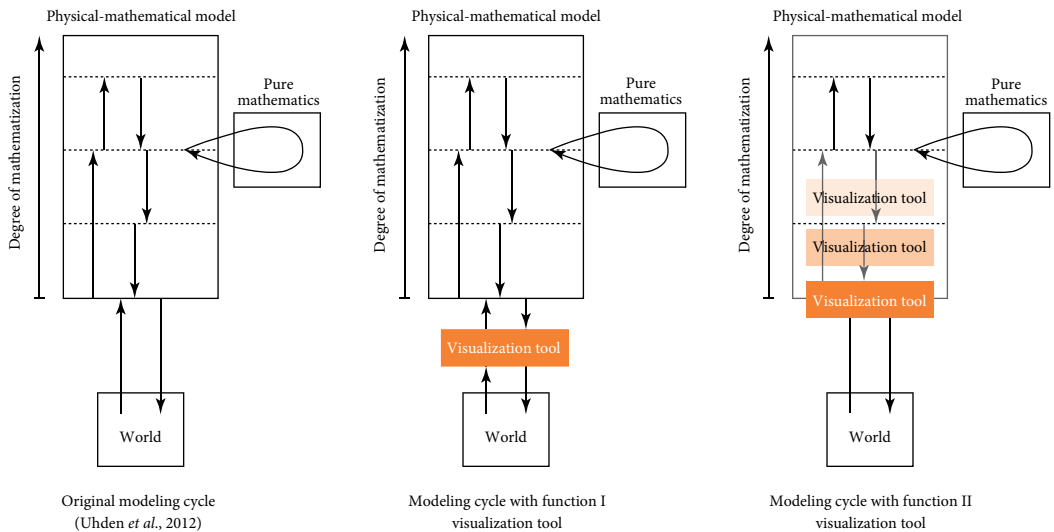 Physical-mathematical model
Degree of mathematization
Pure
mathematics
World
Original modeling cycle
(Uhden et al., 2012)
Physical-mathematical model
Degree of mathematization
Pure
mathematics
Visualization tool
World
Modeling cycle with function I
visualization tool
Physical-mathematical model
Degree of mathematization
Pure
mathematics
Visualization tool
Visualization tool
Visualization tool
World
Modeling cycle with function II
visualization tool